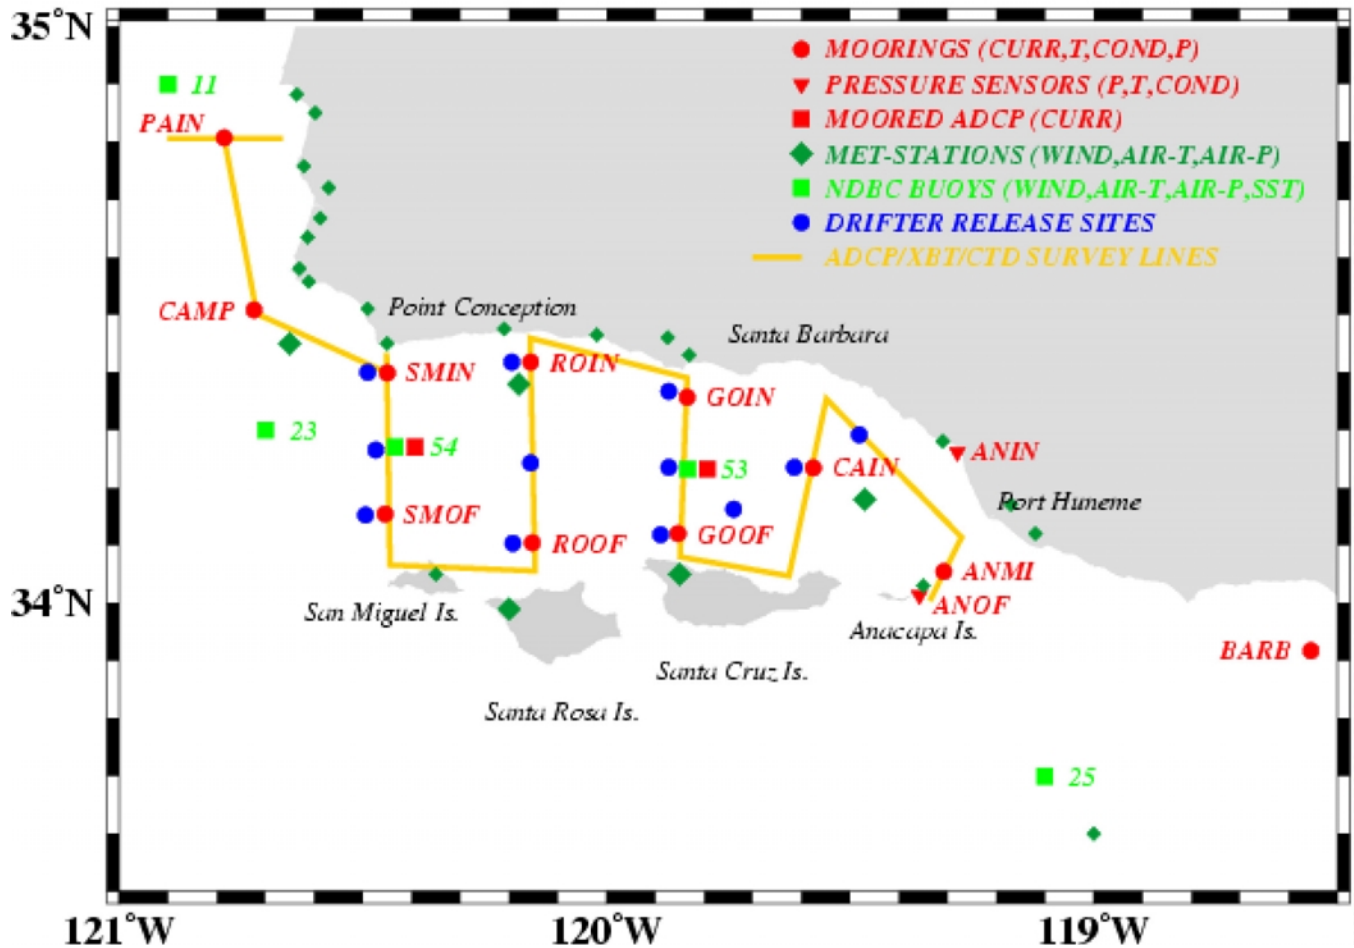 35°N
MOORINGS (CURR,T,COND,P)
PRESSURE SENSORS (P,T,COND)
MOORED ADCP (CURR)
MET-STATIONS (WIND,AIR-T,AIR-P)
NDBC BUOYS (WIND,AIR-T,AIR-P,SST)
DRIFTER RELEASE SITES
ADCP/XBT/CTD SURVEY LINES
11
PAIN
CAMP
Point Conception
Santa Barbara
SMIN
ROIN
GOIN
23
54
53
CAIN
ANIN
SMOF
ROOF
GOOF
Port Huneme
ANMI
34°N
San Miguel Is.
ANOF
Anacapa Is.
BARB
Santa Cruz Is.
Santa Rosa Is.
25
121°W
120°W
119°W